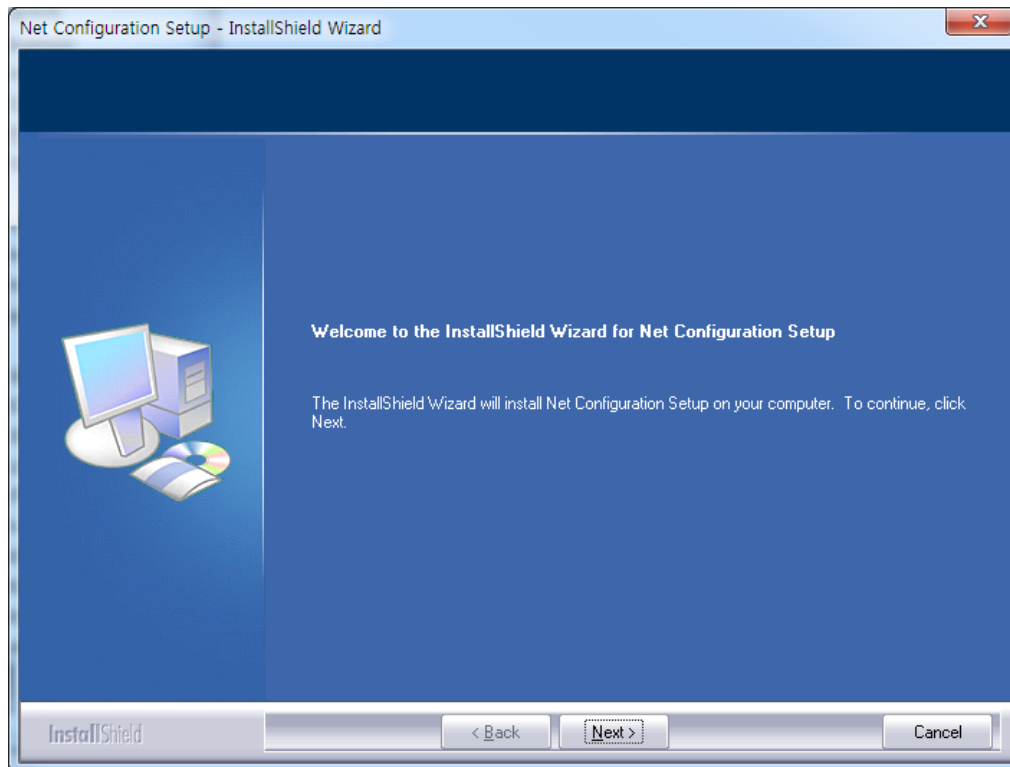 Net Configuration Setup - InstallShield Wizard
Welcome to the InstallShield Wizard for Net Configuration Setup
The InstallShield Wizard will install Net Configuration Setup on your computer.  To continue, click
Next.
InstallShield
< Back
Next >
Cancel